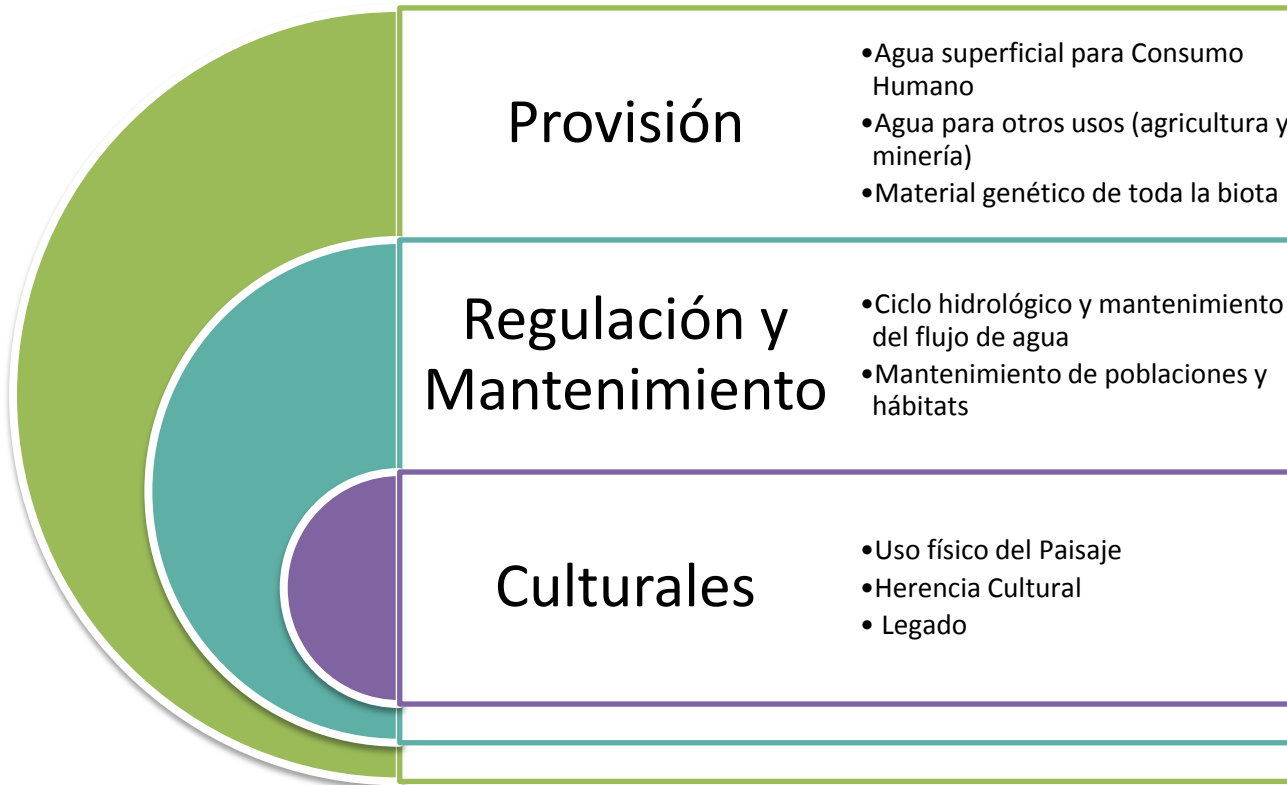 Provisión
•Agua superficial para Consumo
Humano
•Agua para otros usos (agricultura y
minería)
•Material genético de toda la biota
Regulación y
Mantenimiento
•Ciclo hidrológico y mantenimiento
del flujo de agua
•Mantenimiento de poblaciones y
hábitats
Culturales
•Uso físico del Paisaje
•Herencia Cultural
• Legado